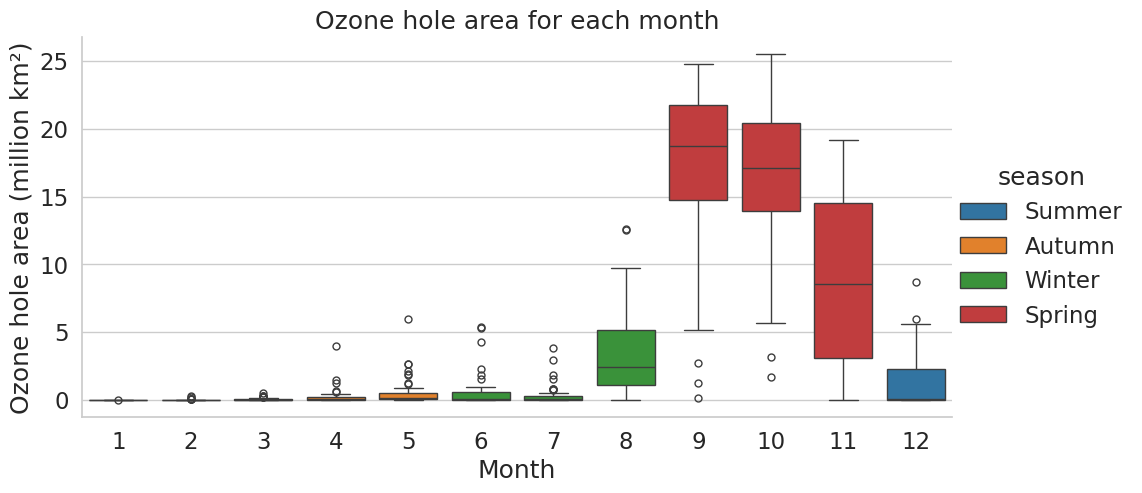 Ozone hole area for each month
Ozone hole area (million km²)
25
20
15
10
5
0
1 2 3 4 5 6 7 8 9 10 11 12
Month
season
Summer
Autumn
Winter
Spring